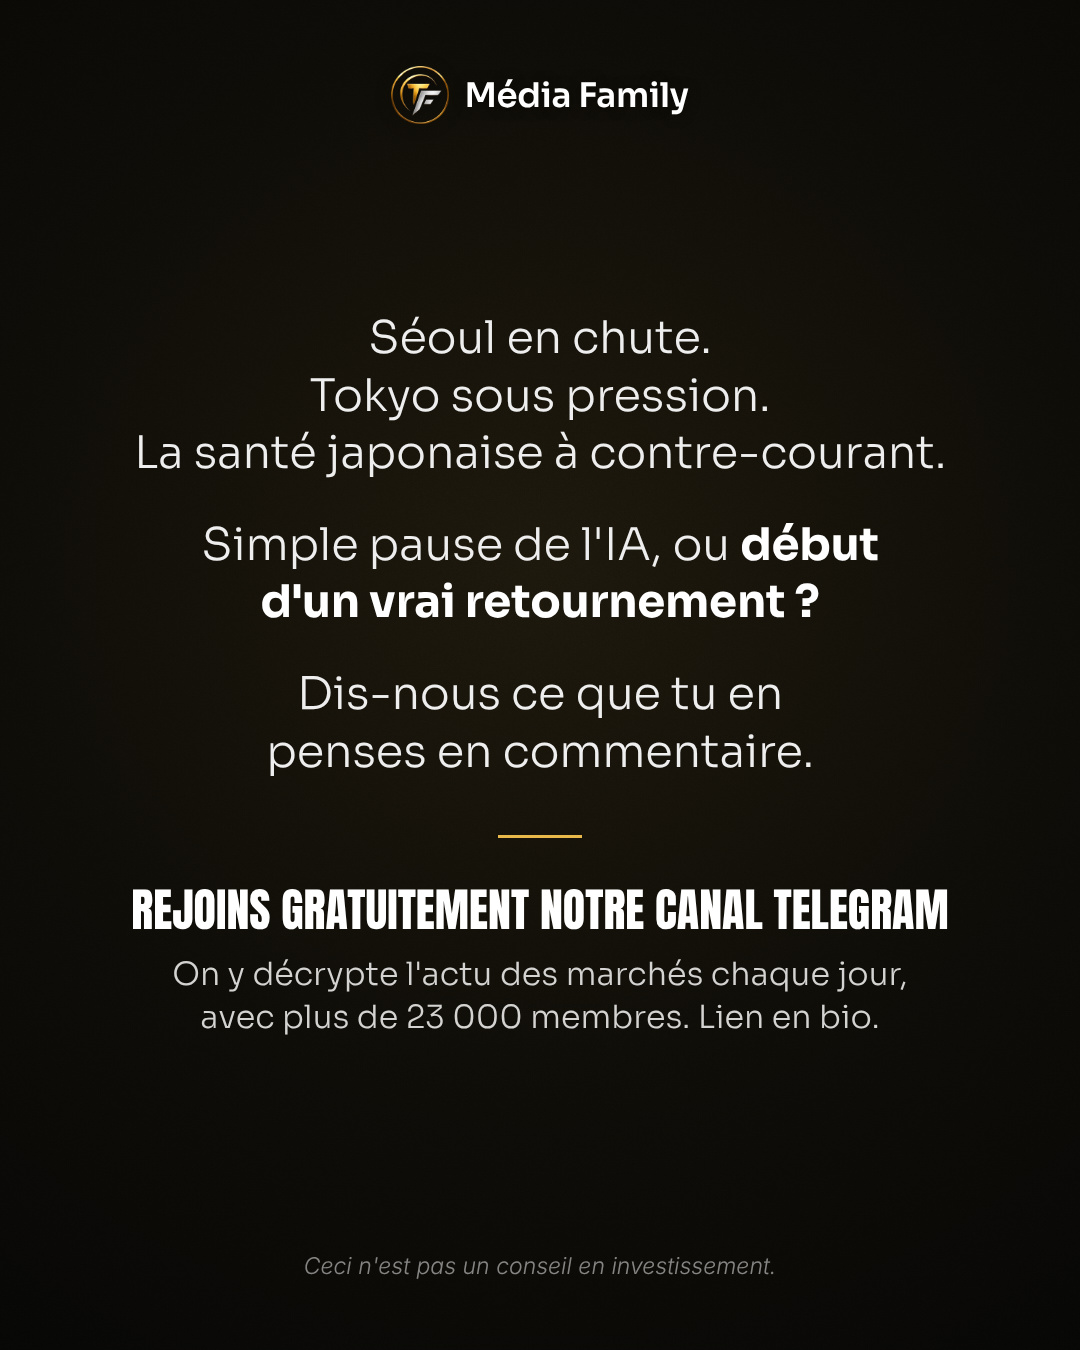 TF Média Family
Séoul en chute.
Tokyo sous pression.
La santé japonaise à contre-courant.
Simple pause de l'IA, ou début
d'un vrai retournement ?
Dis-nous ce que tu en
penses en commentaire.
REJOINS GRATUITEMENT NOTRE CANAL TELEGRAM
On y décrypte l'actu des marchés chaque jour,
avec plus de 23 000 membres. Lien en bio.
Ceci n'est pas un conseil en investissement.